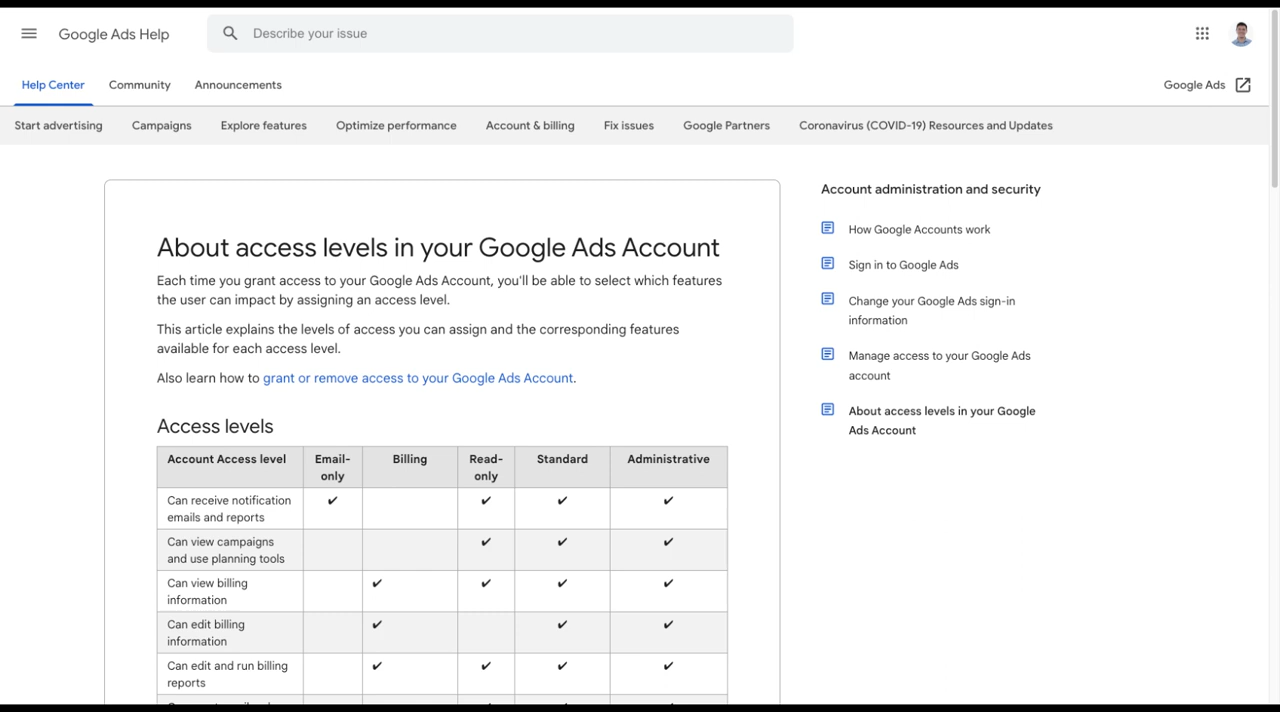 Google Ads Help
Describe your issue
Help Center
Community
Announcements
Google Ads
Start advertising
Campaigns
Explore features
Optimize performance
Account & billing
Fix issues
Google Partners
Coronavirus (COVID-19) Resources and Updates
About access levels in your Google Ads Account
Each time you grant access to your Google Ads Account, you'll be able to select which features
the user can impact by assigning an access level.
This article explains the levels of access you can assign and the corresponding features
available for each access level.
Also learn how to grant or remove access to your Google Ads Account.
Access levels
Account Access level
Email-
only
Billing
Read-
only
Standard
Administrative
Can receive notification
emails and reports
✔ ✔ ✔ ✔
Can view campaigns
and use planning tools
✔ ✔ ✔
Can view billing
information
✔ ✔ ✔ ✔
Can edit billing
information
✔ ✔ ✔
Can edit and run billing
reports
✔ ✔ ✔ ✔
Account administration and security
How Google Accounts work
Sign in to Google Ads
Change your Google Ads sign-in
information
Manage access to your Google Ads
account
About access levels in your Google
Ads Account